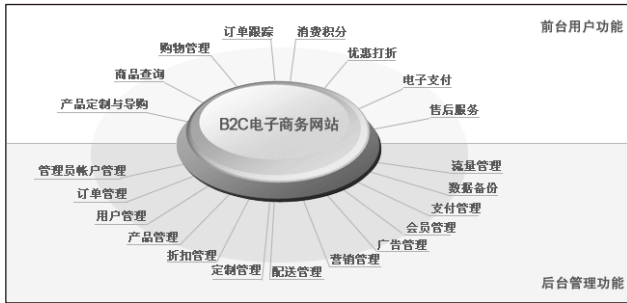 前台用户功能
订单跟踪
消费积分
购物管理
优惠打折
商品查询
电子支付
产品定制与导购
售后服务
B2C电子商务网站
管理员帐户管理
流量管理
订单管理
数据备份
用户管理
支付管理
产品管理
会员管理
折扣管理
广告管理
定制管理
配送管理
营销管理
后台管理功能